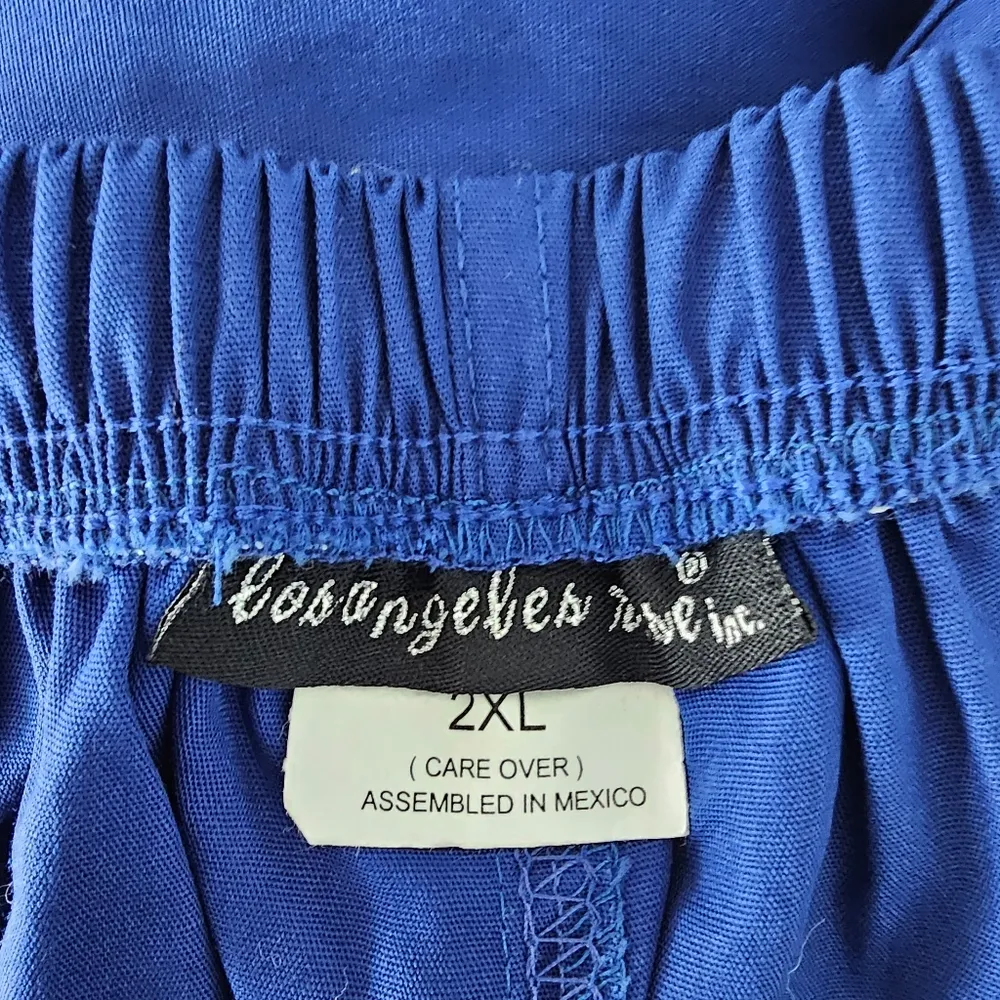 Losangeles ® inc.
2XL
( CARE OVER )
ASSEMBLED IN MEXICO